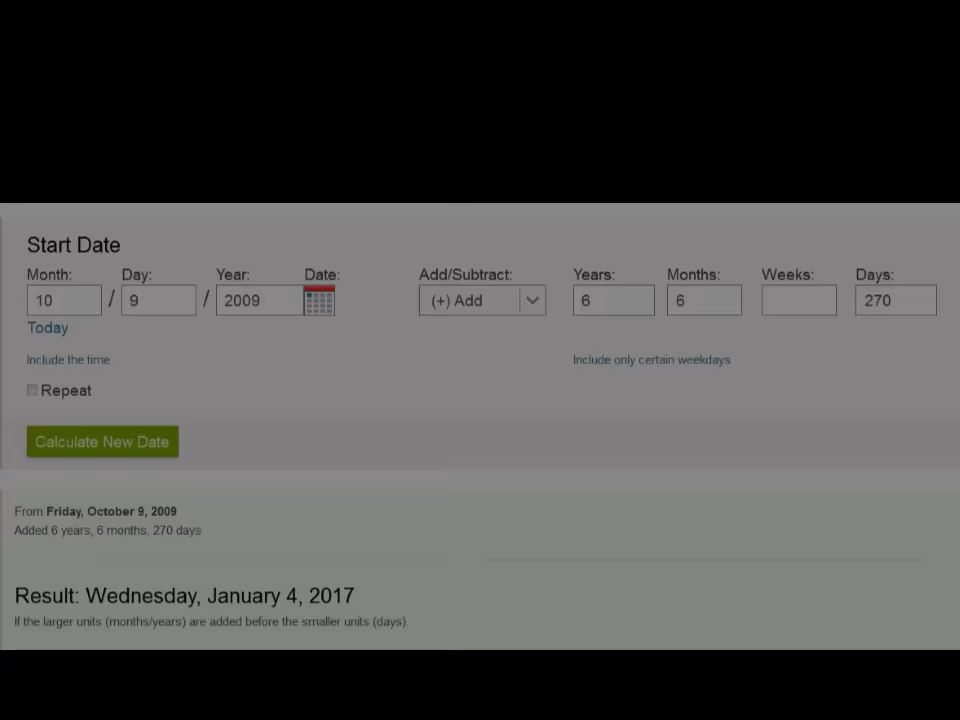 Start Date
Month: Day: Year: Date: Add/Subtract: Years: Months: Weeks: Days:
10 / 9 / 2009 (+) Add 6 6 270
Today
Include the time Include only certain weekdays
Repeat
Calculate New Date
From Friday, October 9, 2009
Added 6 years, 6 months, 270 days
Result: Wednesday, January 4, 2017
If the larger units (months/years) are added before the smaller units (days).